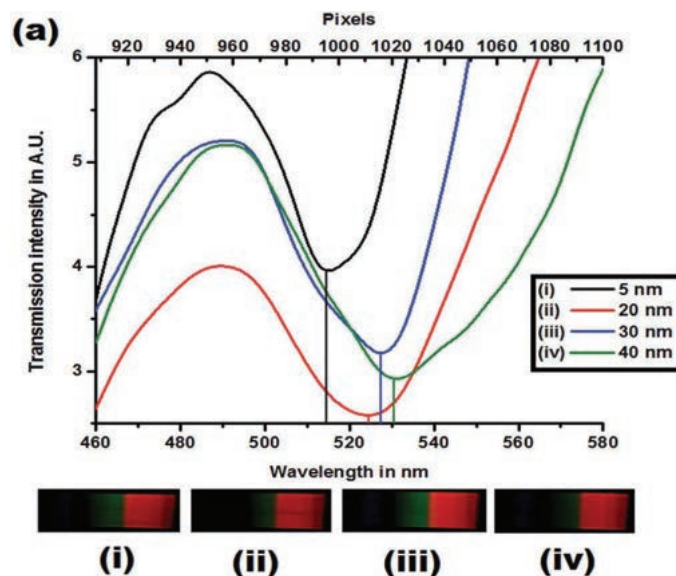 (a)
Pixels
920 940 960 980 1000 1020 1040 1060 1080 1100
6
5
4
3
Transmission Intensity in A.U.
(i) 5 nm
(ii) 20 nm
(iii) 30 nm
(iv) 40 nm
460 480 500 520 540 560 580
Wavelength in nm
(i) (ii) (iii) (iv)